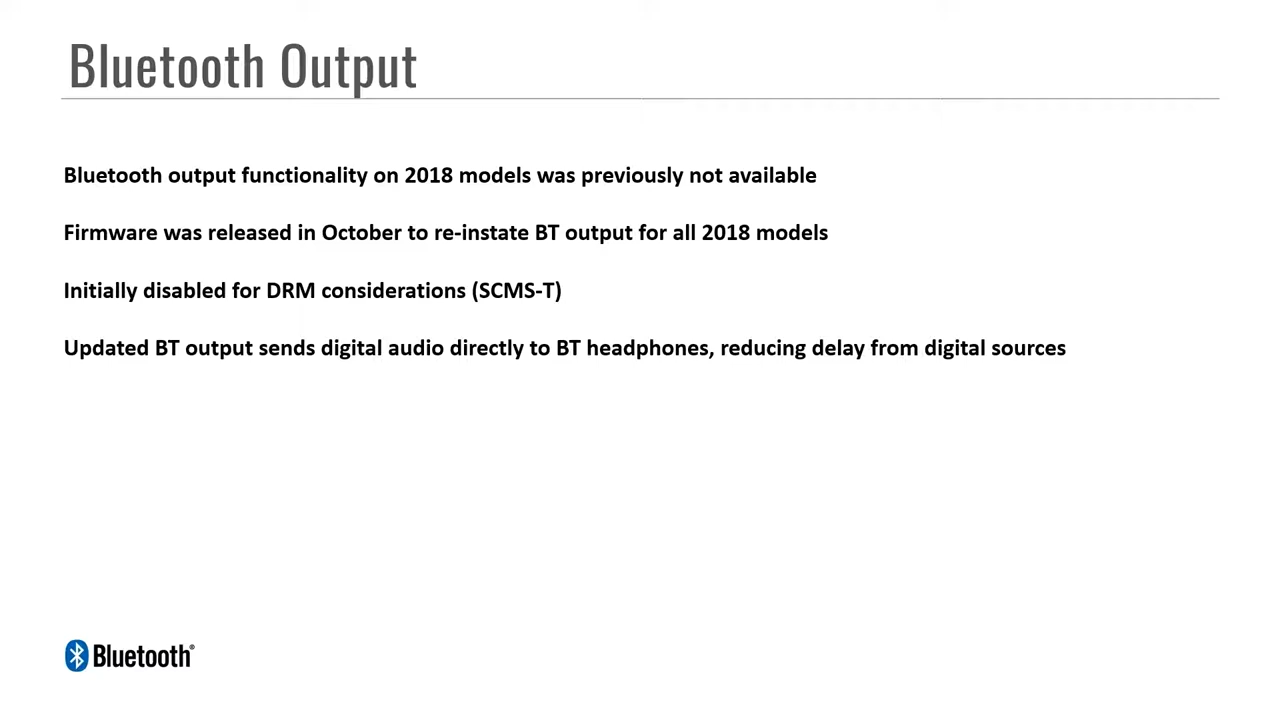 Bluetooth Output
Bluetooth output functionality on 2018 models was previously not available
Firmware was released in October to re-instate BT output for all 2018 models
Initially disabled for DRM considerations (SCMS-T)
Updated BT output sends digital audio directly to BT headphones, reducing delay from digital sources
Bluetooth®